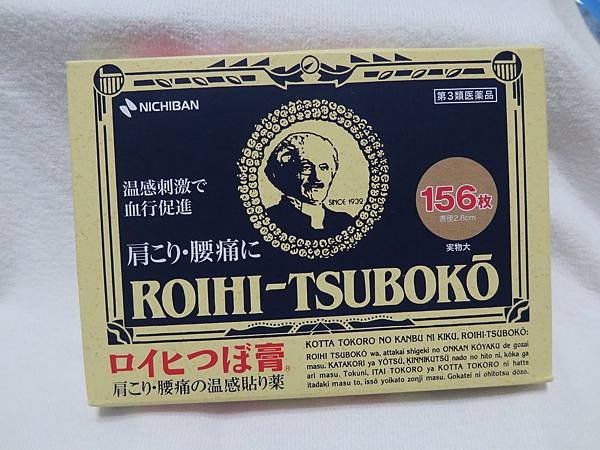 NICHIBAN
第3類医薬品
温感刺激で
血行促進
SINCE 1932
156枚
直径2.8cm
実物大
肩こり・腰痛に
ROIHI-TSUBOKŌ
ロイヒつぼ膏®
肩こり・腰痛の温感貼り薬
KOTTA TOKORO NO KANBU NI KIKU, ROIHI-TSUBOKŌ:
ROIHI TSUBOKŌ wa, attakai shigeki no ONKAN KŌYAKU de gozai
masu. KATAKORI ya YŌTSŪ, KINNIKUTSŪ nado no hito ni, kōka ga
ari masu. Tokuni, ITAI TOKORO ya KOTTA TOKORO ni hatte
itadaki masu to, issō yoikato zonji masu. Gokatei ni ohitotsu dōzo.